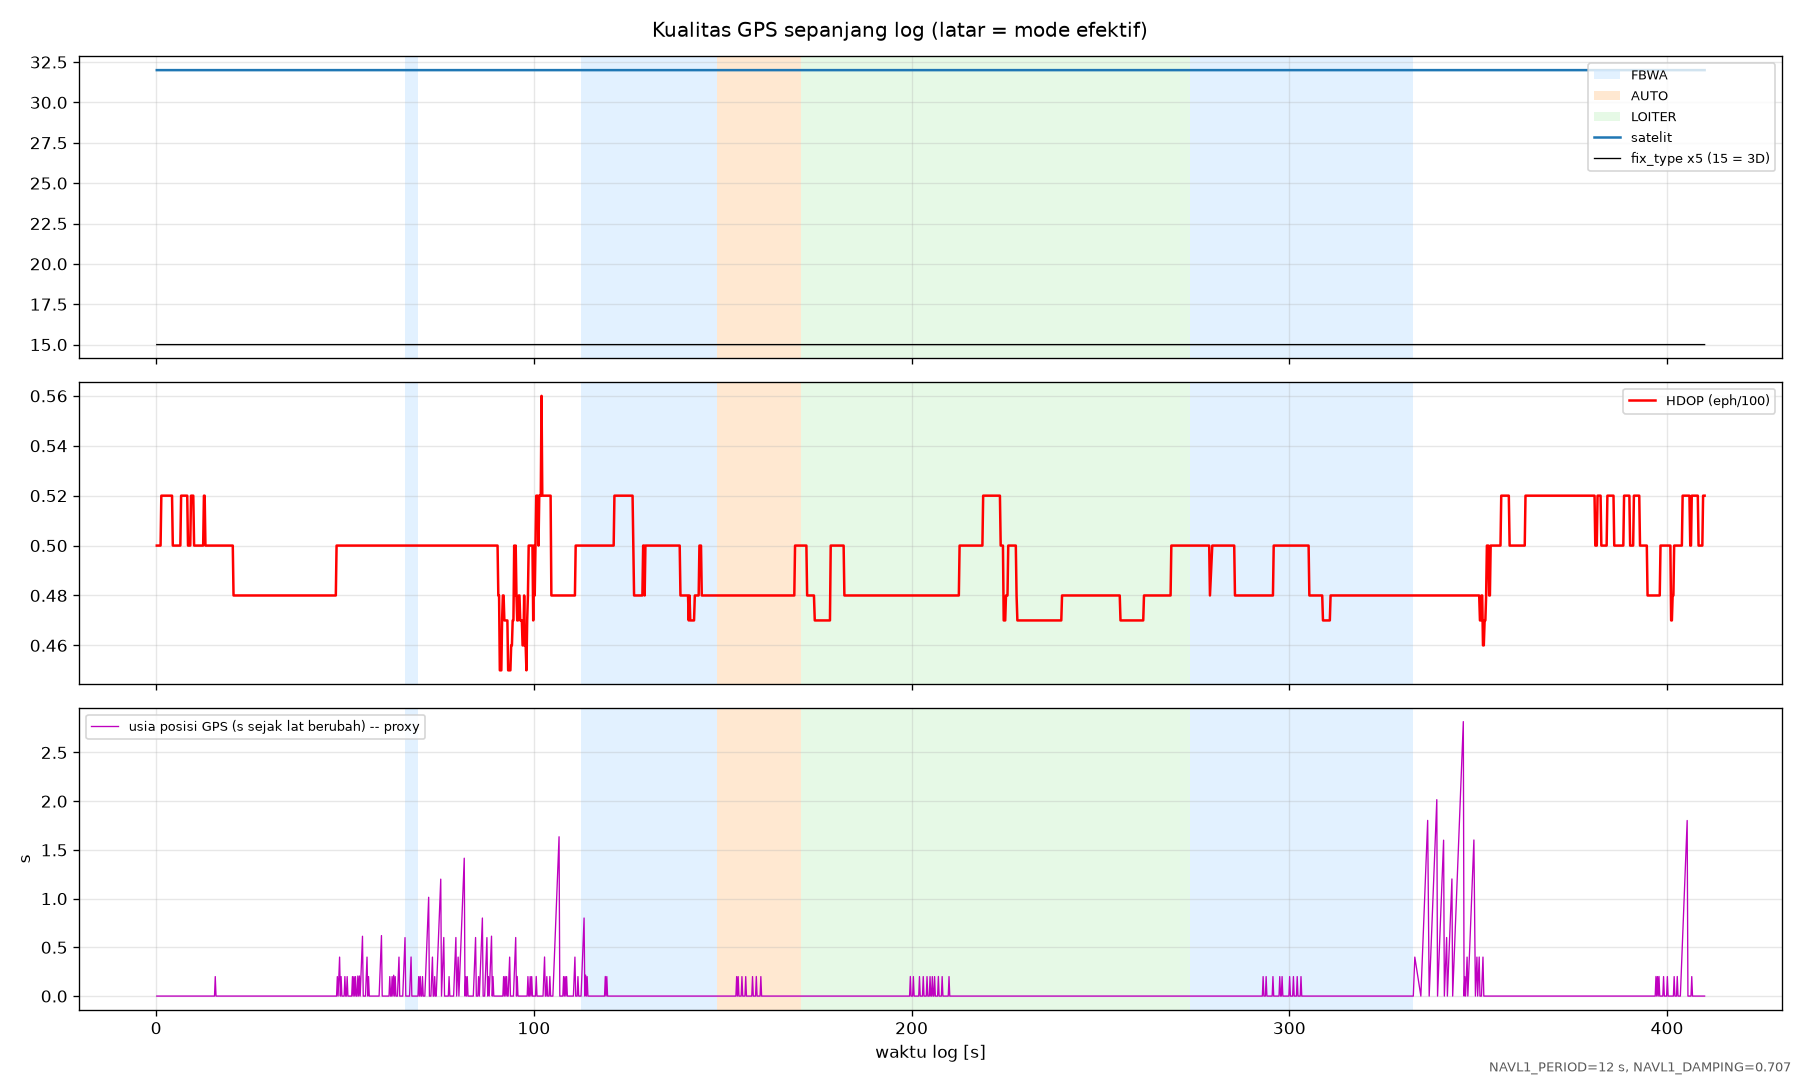 Kualitas GPS sepanjang log (latar = mode efektif)
32.5
30.0
27.5
25.0
22.5
20.0
17.5
15.0
FBWA
AUTO
LOITER
satelit
fix_type x5 (15 = 3D)
0.56
0.54
0.52
0.50
0.48
0.46
HDOP (eph/100)
usia posisi GPS (s sejak lat berubah) -- proxy
s
2.5
2.0
1.5
1.0
0.5
0.0
0 100 200 300 400
waktu log [s]
NAVL1_PERIOD=12 s, NAVL1_DAMPING=0.707